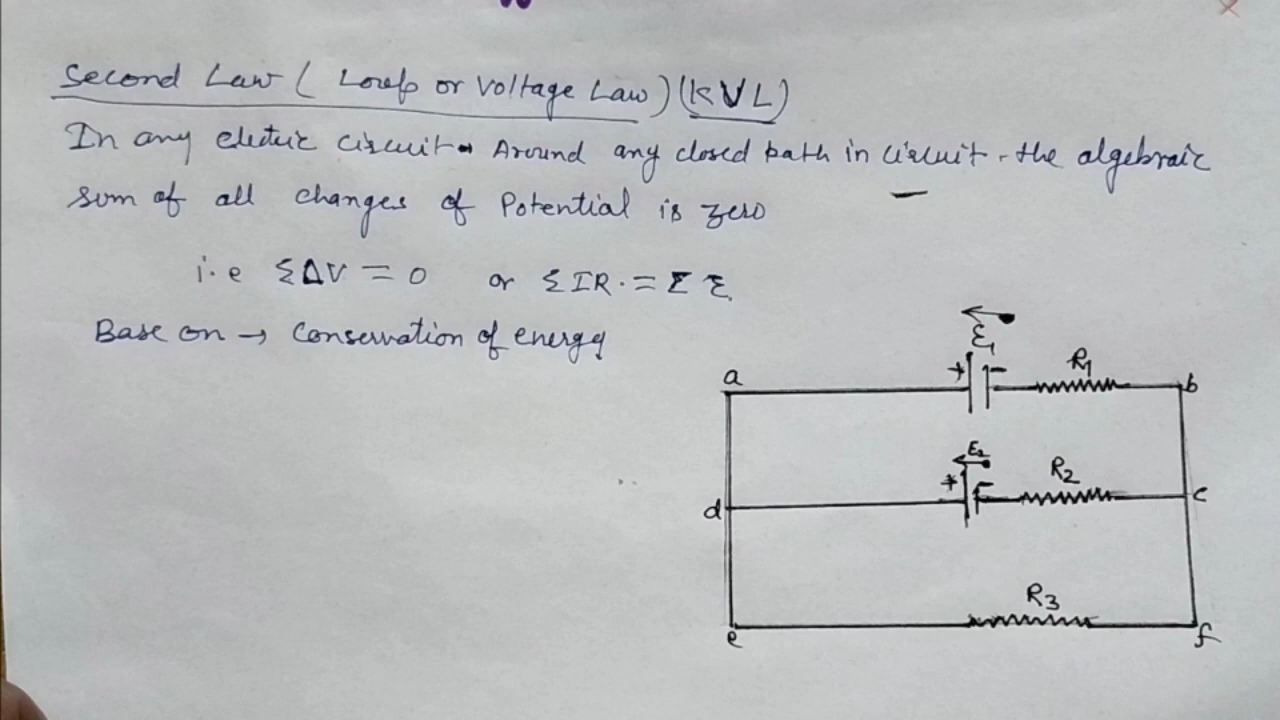 Second Law ( Loop or Voltage Law) (KVL)
In any electric circuit Around any closed path in circuit the algebraic
sum of all changes of Potential is zero
i.e ΣΔV = 0 or ΣIR. = Σ ε
Base on → Conservation of energy
ε1
+ - R1
a b
ε2
+ - R2
d c
R3
e f